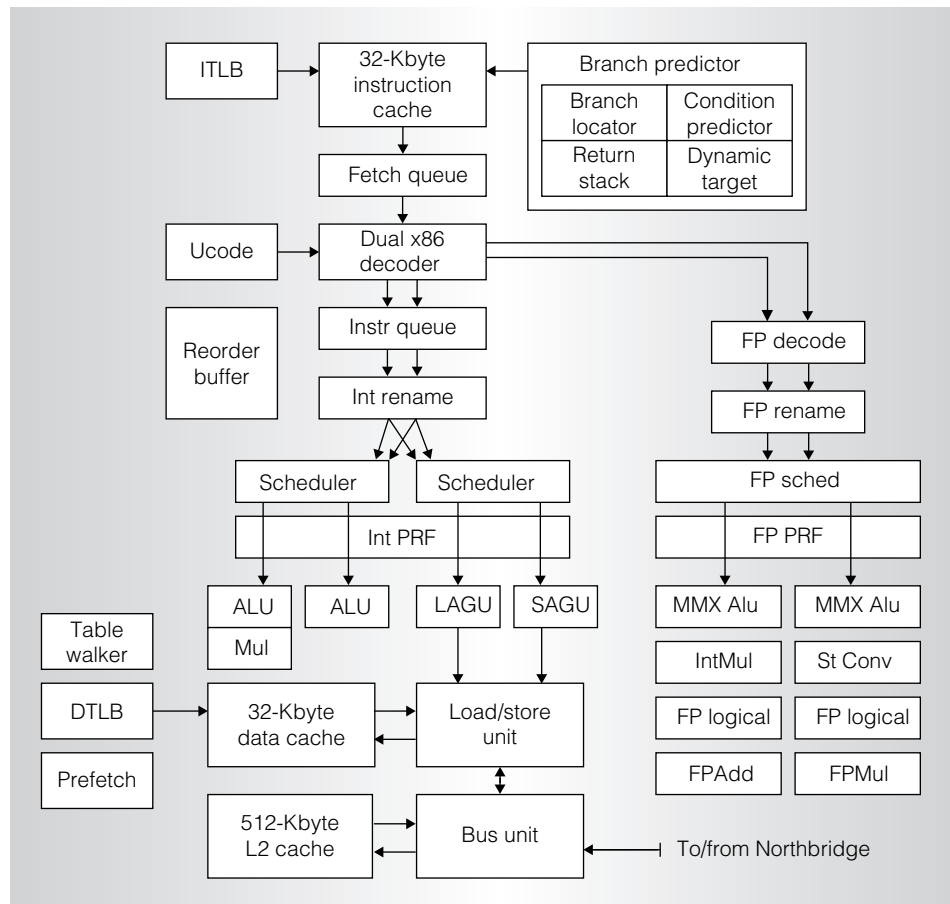 ITLB
32-Kbyte
instruction
cache
Branch predictor
Branch
locator
Condition
predictor
Return
stack
Dynamic
target
Fetch queue
Ucode
Dual x86
decoder
Reorder
buffer
Instr queue
Int rename
FP decode
FP rename
Scheduler
Scheduler
FP sched
Int PRF
FP PRF
ALU
Mul
ALU
LAGU
SAGU
MMX Alu
MMX Alu
Table
walker
IntMul
St Conv
DTLB
32-Kbyte
data cache
Load/store
unit
FP logical
FP logical
Prefetch
FPAdd
FPMul
512-Kbyte
L2 cache
Bus unit
To/from Northbridge